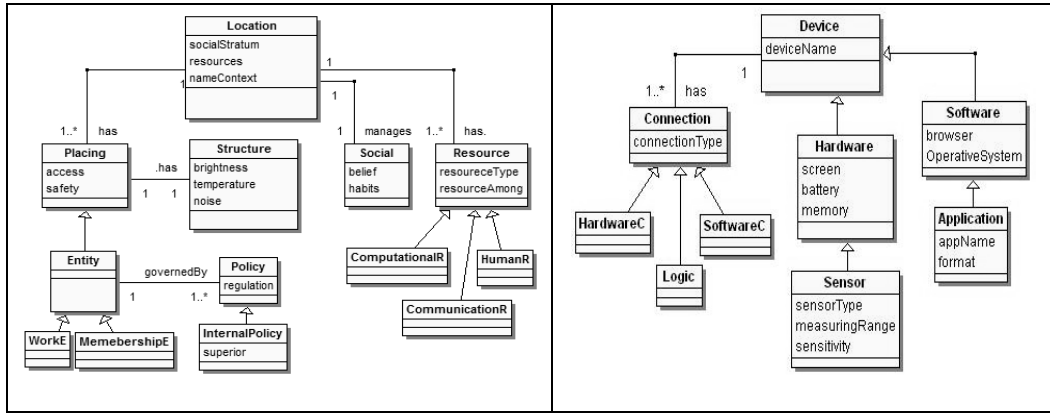 Location
socialStratum
resources
nameContext
1
1
1
1..* has
1 manages
1..* has.
Placing
access
safety
.has
1 1
Structure
brightness
temperature
noise
Social
belief
habits
Resource
resoureceType
resourceAmong
ComputationalR
HumanR
CommunicationR
Entity
governedBy
1 1..*
Policy
regulation
WorkE
MemebershipE
InternalPolicy
superior
Device
deviceName
1
1..* has
Connection
connectionType
HardwareC
SoftwareC
Logic
Hardware
screen
battery
memory
Software
browser
OperativeSystem
Application
appName
format
Sensor
sensorType
measuringRange
sensitivity